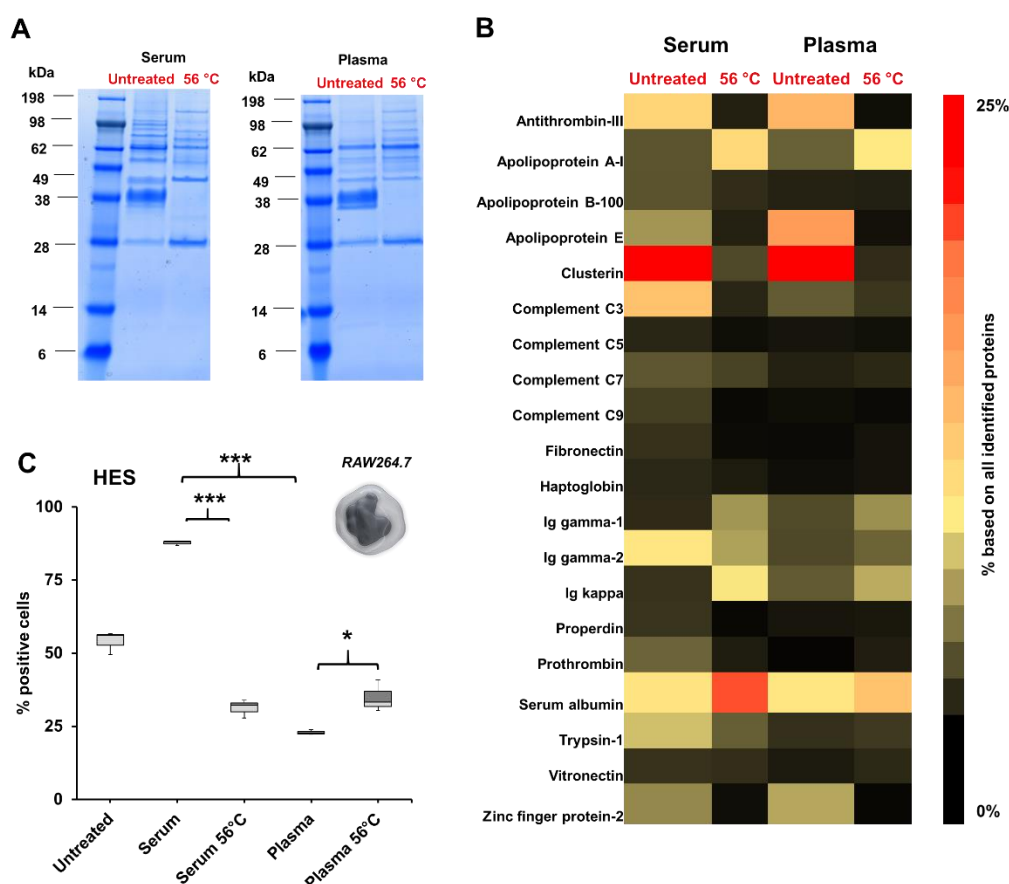 A
Serum
Plasma
kDa
Untreated 56 °C
kDa
Untreated 56 °C
198
98
62
49
38
28
14
6
198
98
62
49
38
28
14
6
B
Serum Plasma
Untreated 56 °C Untreated 56 °C
Antithrombin-III
Apolipoprotein A-I
Apolipoprotein B-100
Apolipoprotein E
Clusterin
Complement C3
Complement C5
Complement C7
Complement C9
Fibronectin
Haptoglobin
Ig gamma-1
Ig gamma-2
Ig kappa
Properdin
Prothrombin
Serum albumin
Trypsin-1
Vitronectin
Zinc finger protein-2
25%
0%
% based on all identified proteins
C
HES
***
***
*
RAW264.7
% positive cells
100
75
50
25
0
Untreated
Serum
Serum 56°C
Plasma
Plasma 56°C